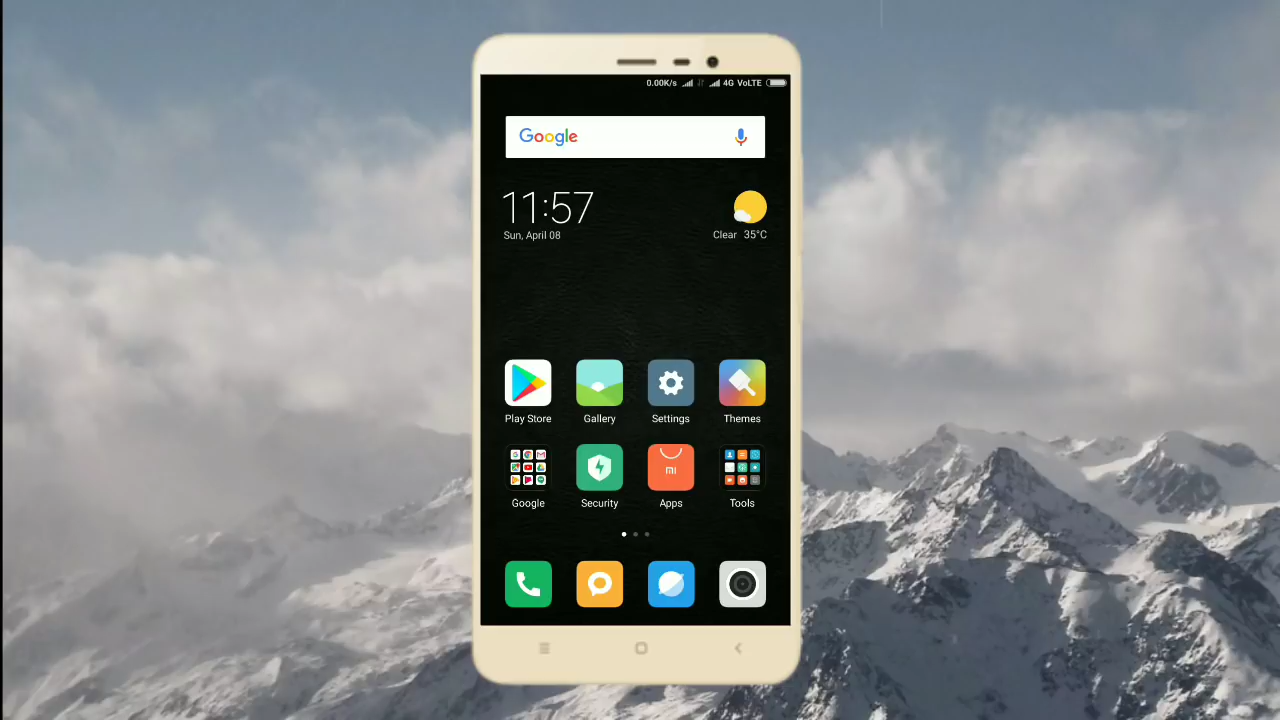 0.00K/s 4G VoLTE
Google
11:57
Sun, April 08
Clear 35°C
Play Store Gallery Settings Themes
mi
Google Security Apps Tools